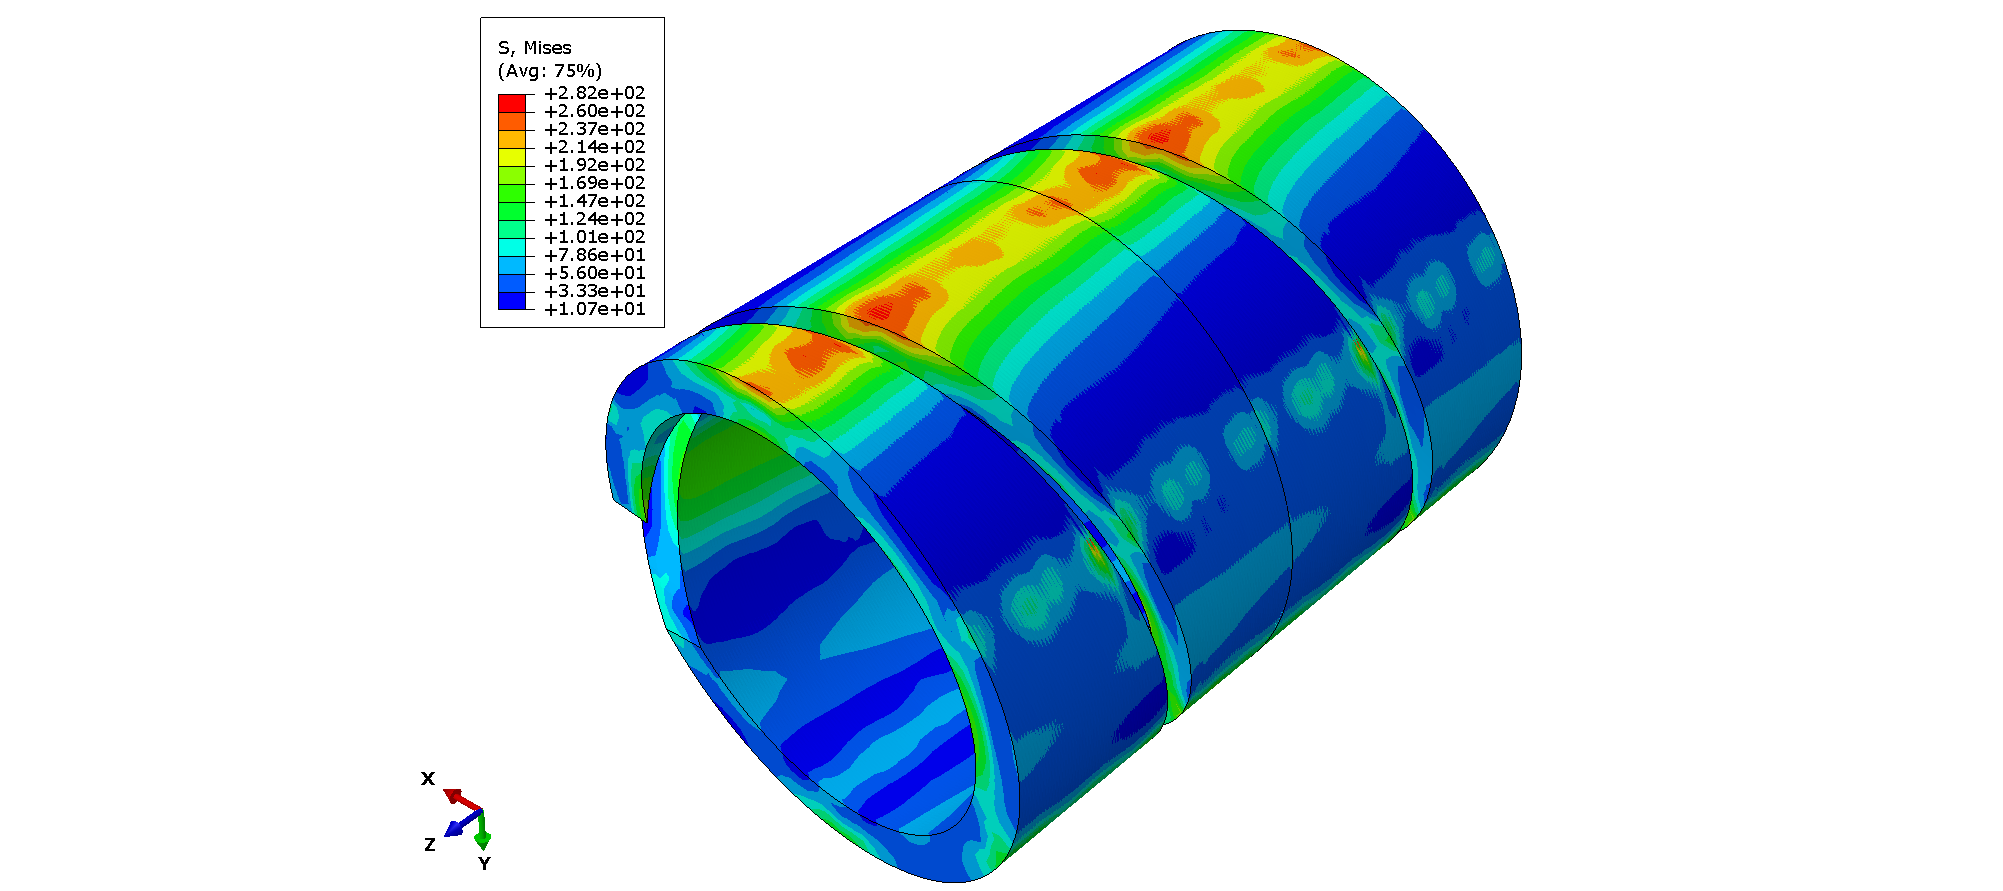 S, Mises
(Avg: 75%)
+2.82e+02
+2.60e+02
+2.37e+02
+2.14e+02
+1.92e+02
+1.69e+02
+1.47e+02
+1.24e+02
+1.01e+02
+7.86e+01
+5.60e+01
+3.33e+01
+1.07e+01
X
Z
Y